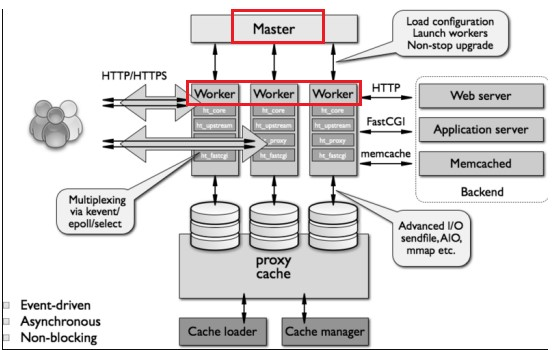 Master
Load configuration
Launch workers
Non-stop upgrade
HTTP/HTTPS
Worker
ht_core
ht_upstream
ht_fastcgi
Worker
ht_core
ht_upstream
proxy
ht_fastcgi
Worker
ht_core
ht_upstream
ht_proxy
ht_fastcgi
HTTP
FastCGI
memcache
Web server
Application server
Memcached
Backend
Multiplexing
via kevent/
epoll/select
Advanced I/O
sendfile, AIO,
mmap etc.
proxy
cache
Event-driven
Asynchronous
Non-blocking
Cache loader
Cache manager